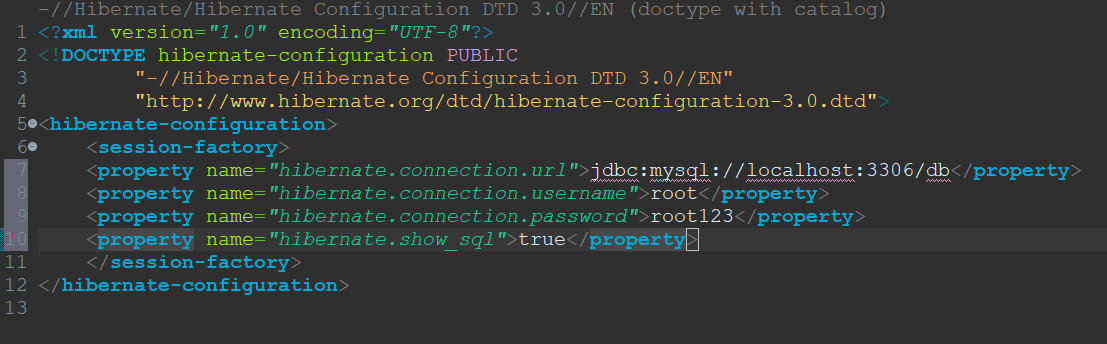 -//Hibernate/Hibernate Configuration DTD 3.0//EN (doctype with catalog)
1 <?xml version="1.0" encoding="UTF-8"?>
2 <!DOCTYPE hibernate-configuration PUBLIC
3         "-//Hibernate/Hibernate Configuration DTD 3.0//EN"
4         "http://www.hibernate.org/dtd/hibernate-configuration-3.0.dtd">
5 <hibernate-configuration>
6     <session-factory>
7     <property name="hibernate.connection.url">jdbc:mysql://localhost:3306/db</property>
8     <property name="hibernate.connection.username">root</property>
9     <property name="hibernate.connection.password">root123</property>
10     <property name="hibernate.show_sql">true</property>
11     </session-factory>
12 </hibernate-configuration>
13